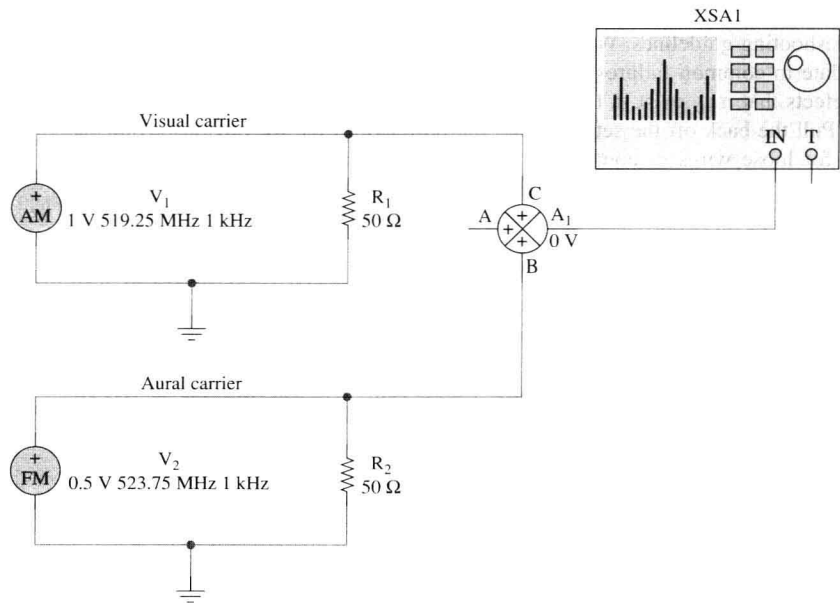 XSA1
IN T
Visual carrier
+
AM
V1
1 V 519.25 MHz 1 kHz
R1
50 Ω
C
A + + + A1
0 V
B
Aural carrier
+
FM
V2
0.5 V 523.75 MHz 1 kHz
R2
50 Ω